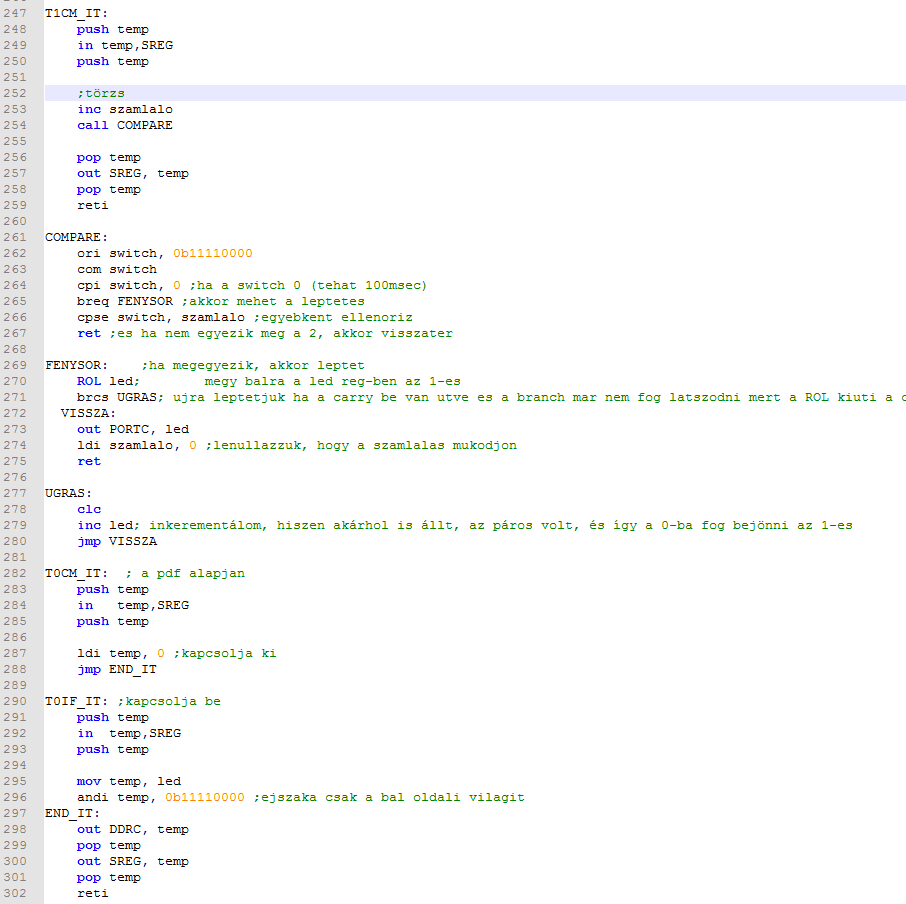 247 T1CM_IT:
248 push temp
249 in temp,SREG
250 push temp
251
252 ;törzs
253 inc szamlalo
254 call COMPARE
255
256 pop temp
257 out SREG, temp
258 pop temp
259 reti
260
261 COMPARE:
262 ori switch, 0b11110000
263 com switch
264 cpi switch, 0 ;ha a switch 0 (tehat 100msec)
265 breq FENYSOR ;akkor mehet a leptetes
266 cpse switch, szamlalo ;egyebkent ellenoriz
267 ret ;es ha nem egyezik meg a 2, akkor visszater
268
269 FENYSOR: ;ha megegyezik, akkor leptet
270 ROL led; megy balra a led reg-ben az 1-es
271 brcs UGRAS; ujra leptetjuk ha a carry be van utve es a branch mar nem fog latszodni mert a ROL kiuti a
272 VISSZA:
273 out PORTC, led
274 ldi szamlalo, 0 ;lenullazzuk, hogy a szamlalas mukodjon
275 ret
276
277 UGRAS:
278 clc
279 inc led; inkerementálom, hiszen akárhol is állt, az páros volt, és így a 0-ba fog bejönni az 1-es
280 jmp VISSZA
281
282 T0CM_IT: ; a pdf alapjan
283 push temp
284 in temp,SREG
285 push temp
286
287 ldi temp, 0 ;kapcsolja ki
288 jmp END_IT
289
290 T0IF_IT: ;kapcsolja be
291 push temp
292 in temp,SREG
293 push temp
294
295 mov temp, led
296 andi temp, 0b11110000 ;ejszaka csak a bal oldali vilagit
297 END_IT:
298 out DDRC, temp
299 pop temp
300 out SREG, temp
301 pop temp
302 reti